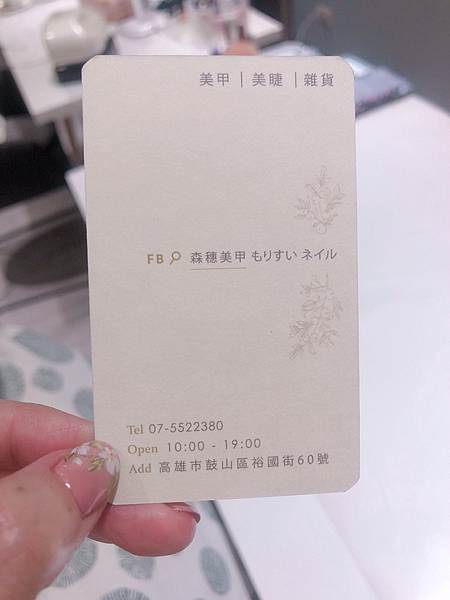 美甲 | 美睫 | 雜貨
FB 森穗美甲 もりすい ネイル
Tel 07-5522380
Open 10:00 - 19:00
Add 高雄市鼓山區裕國街60號